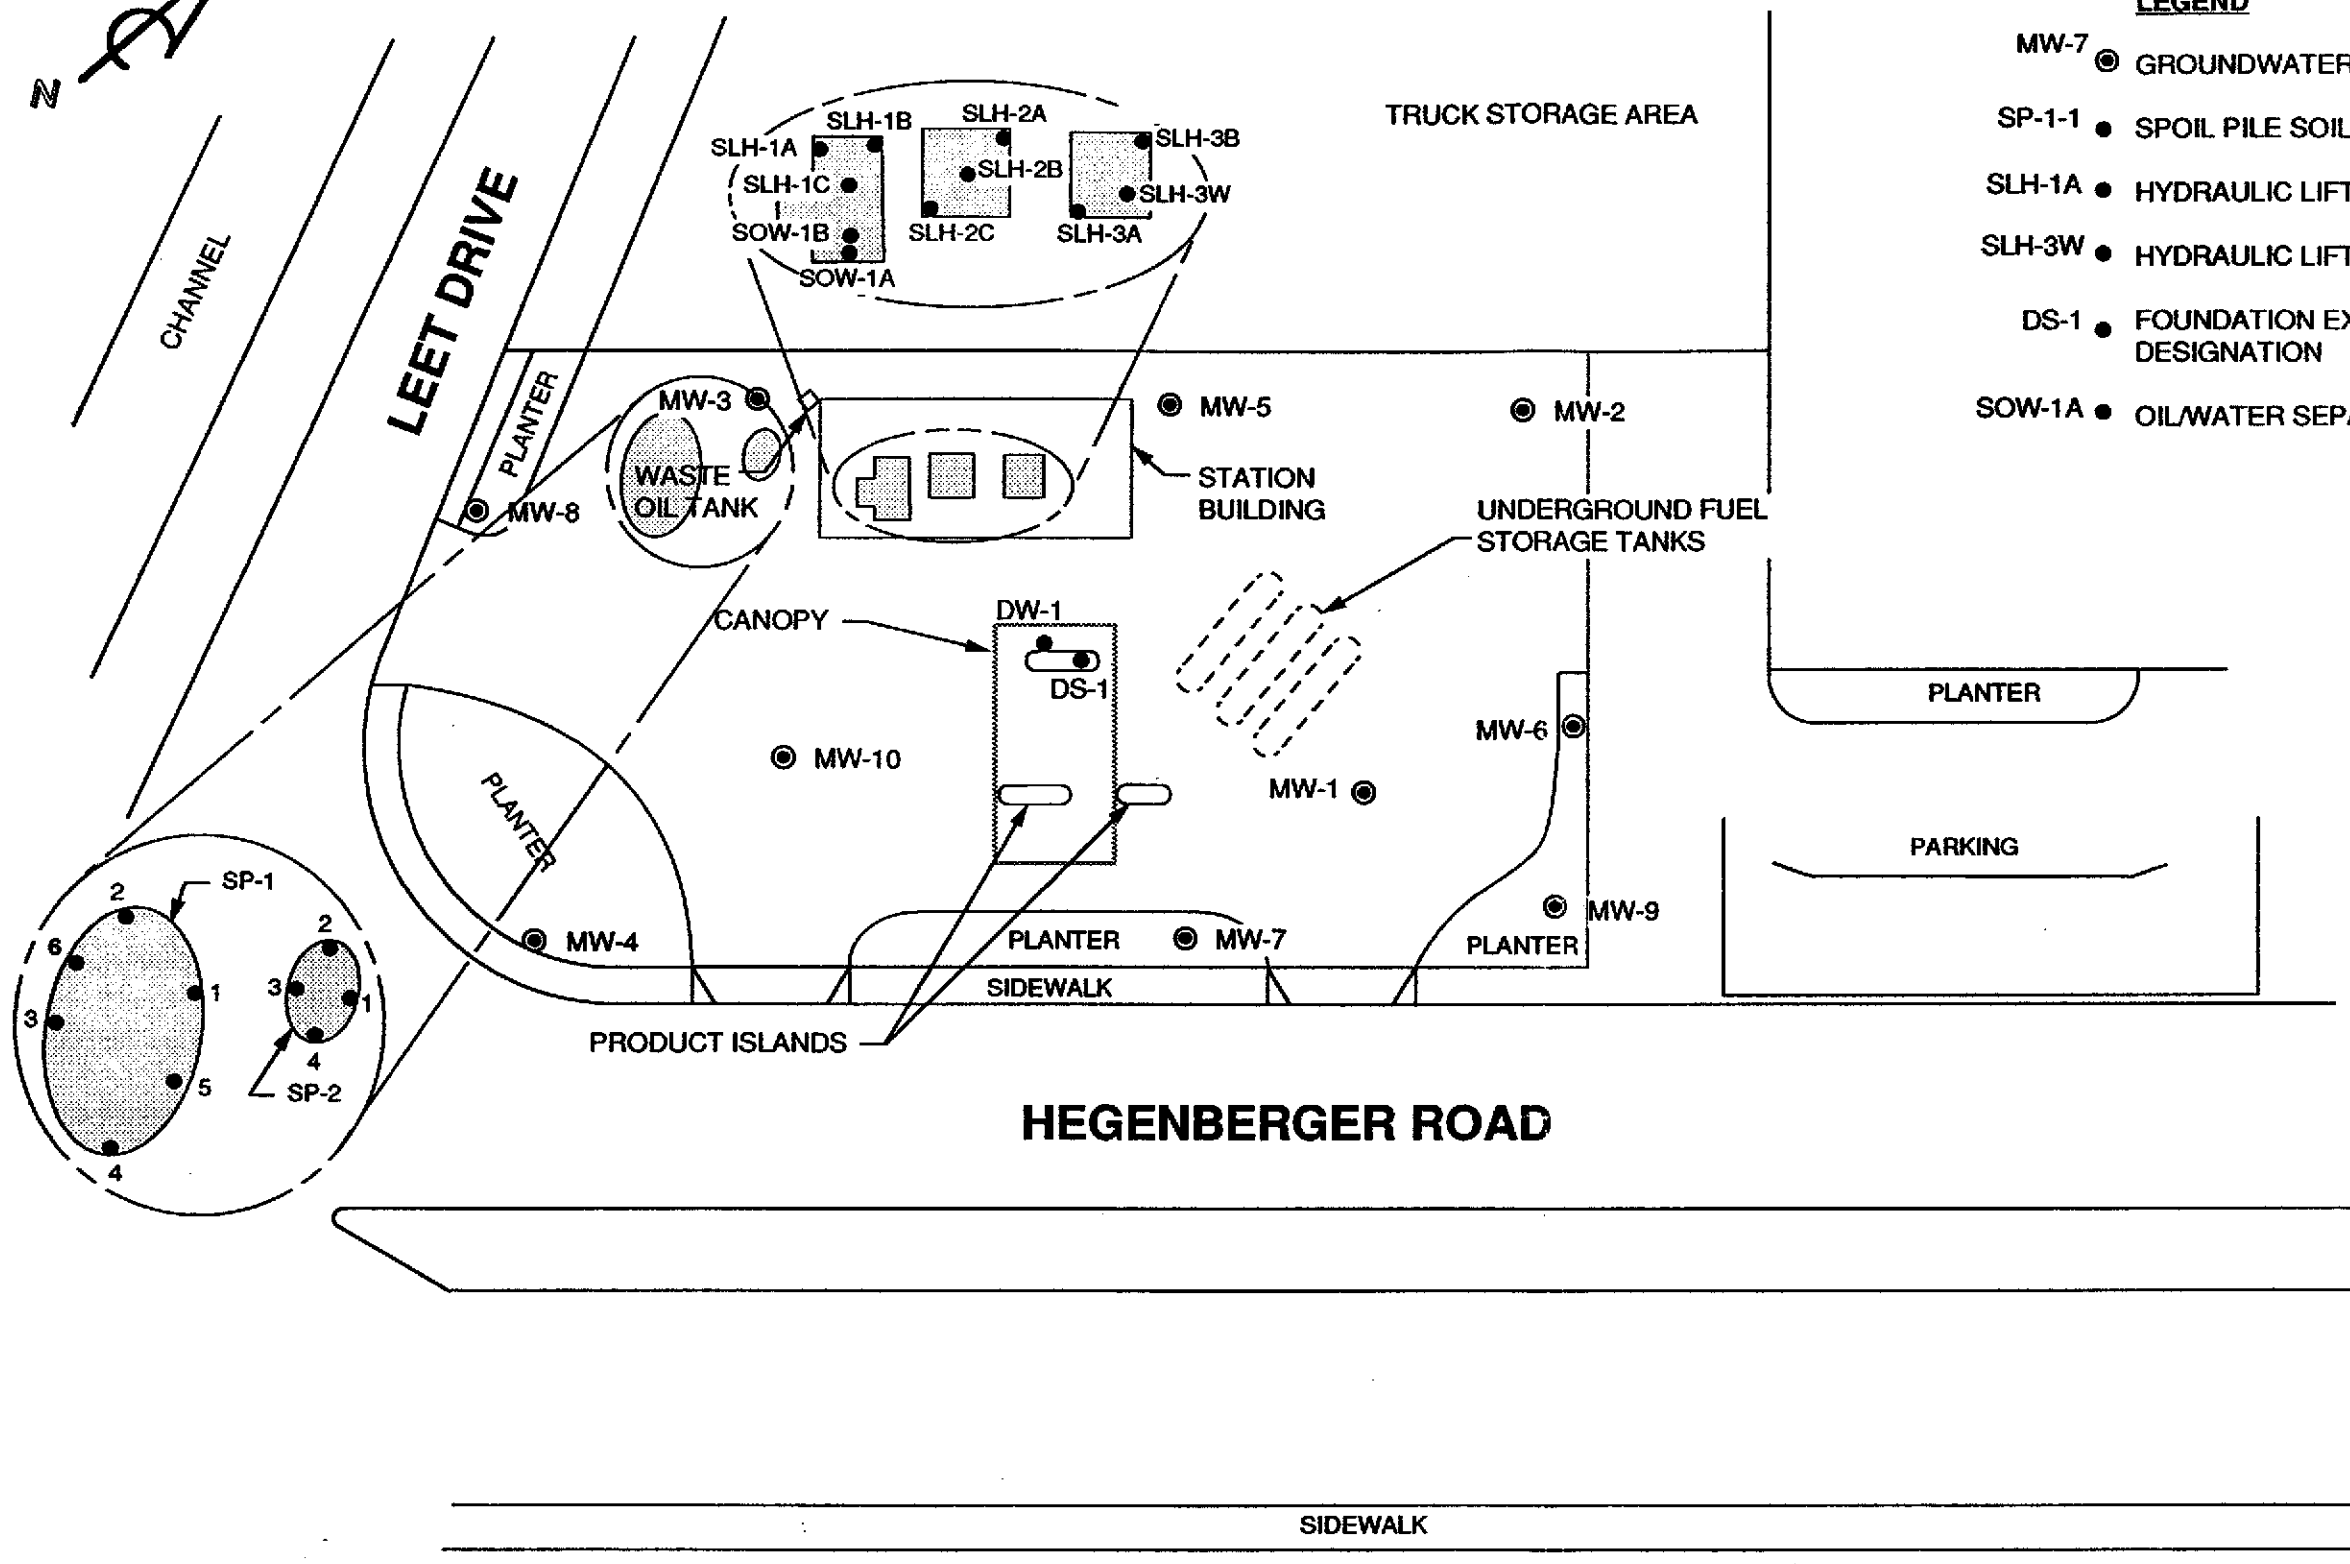 LEGEND
N
MW-7
GROUNDWATER
TRUCK STORAGE AREA
SP-1-1
SPOIL PILE SOIL
SLH-1A
HYDRAULIC LIFT
SLH-3W
HYDRAULIC LIFT
DS-1
FOUNDATION EX
DESIGNATION
SOW-1A
OIL/WATER SEPA
SLH-1B
SLH-2A
SLH-3B
SLH-1A
SLH-2B
SLH-1C
SLH-3W
SOW-1B
SLH-2C
SLH-3A
SOW-1A
CHANNEL
LEET DRIVE
PLANTER
MW-3
MW-5
MW-2
WASTE
OIL TANK
STATION
BUILDING
MW-8
UNDERGROUND FUEL
STORAGE TANKS
CANOPY
DW-1
DS-1
PLANTER
MW-6
MW-10
MW-1
PLANTER
PARKING
SP-1
2
6
1
3
5
4
2
3
1
4
SP-2
MW-4
PLANTER
MW-7
MW-9
PLANTER
SIDEWALK
PRODUCT ISLANDS
HEGENBERGER ROAD
SIDEWALK